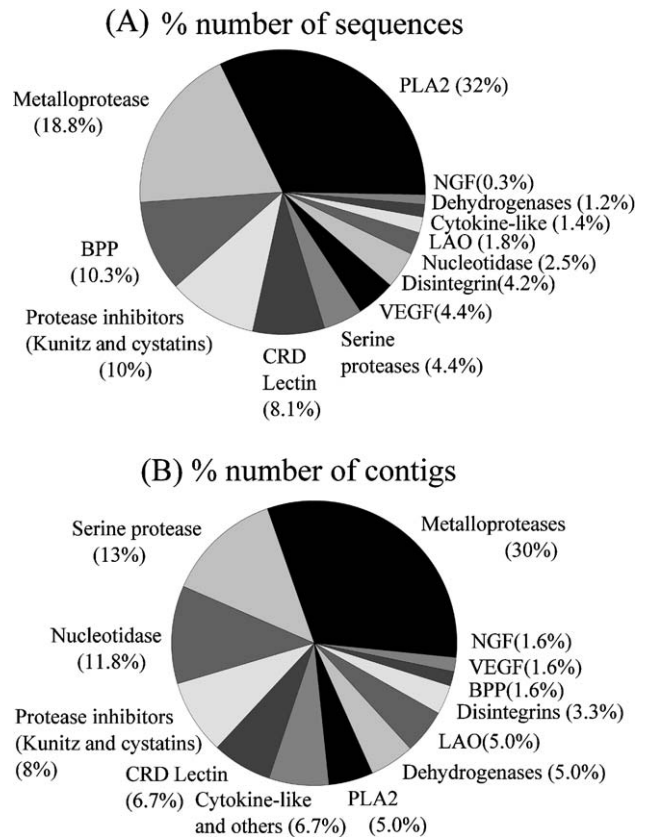 (A) % number of sequences
PLA2 (32%)
Metalloprotease
(18.8%)
NGF(0.3%)
Dehydrogenases (1.2%)
Cytokine-like (1.4%)
LAO (1.8%)
Nucleotidase (2.5%)
Disintegrin(4.2%)
VEGF(4.4%)
Serine
proteases (4.4%)
CRD
Lectin
(8.1%)
Protease inhibitors
(Kunitz and cystatins)
(10%)
BPP
(10.3%)
(B) % number of contigs
Metalloproteases
(30%)
Serine protease
(13%)
Nucleotidase
(11.8%)
NGF(1.6%)
VEGF(1.6%)
BPP(1.6%)
Disintegrins (3.3%)
LAO(5.0%)
Dehydrogenases (5.0%)
PLA2
(5.0%)
Cytokine-like
and others (6.7%)
CRD Lectin
(6.7%)
Protease inhibitors
(Kunitz and cystatins)
(8%)